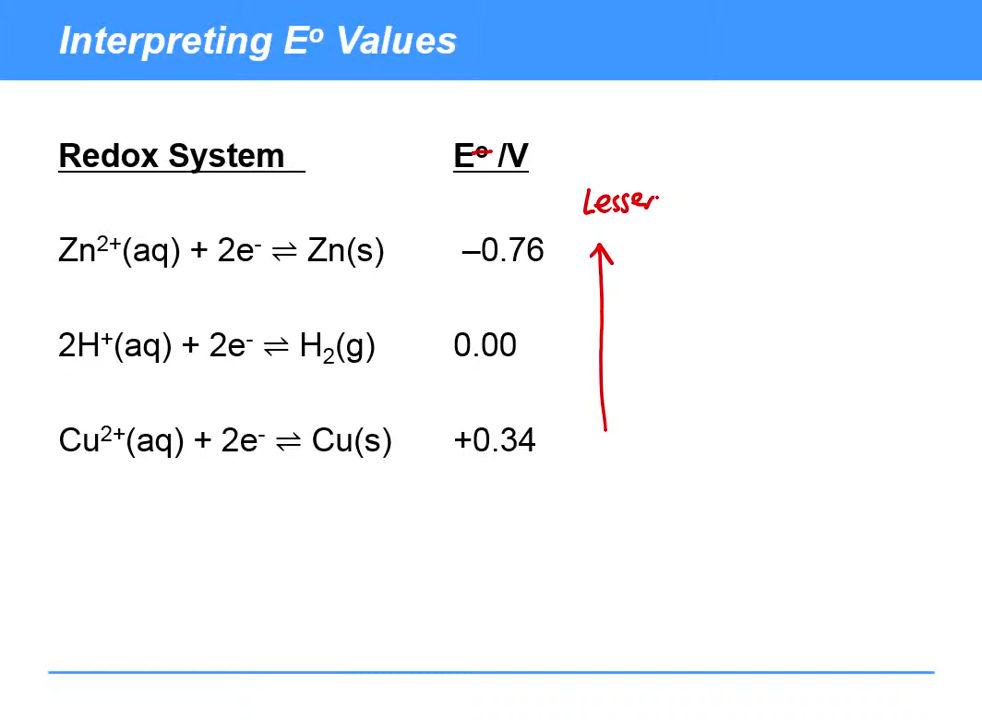 Interpreting Eº Values
Redox System E⦵ /V
Lesser
Zn²⁺(aq) + 2e⁻ ⇌ Zn(s) –0.76
2H⁺(aq) + 2e⁻ ⇌ H₂(g) 0.00
Cu²⁺(aq) + 2e⁻ ⇌ Cu(s) +0.34